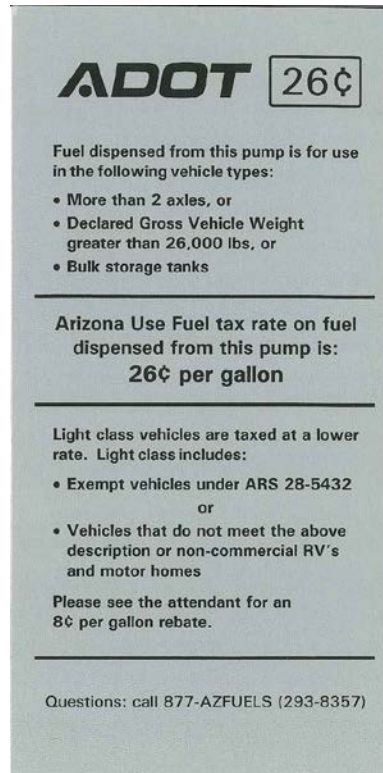 ADOT 26¢
Fuel dispensed from this pump is for use
in the following vehicle types:
• More than 2 axles, or
• Declared Gross Vehicle Weight
greater than 26,000 lbs, or
• Bulk storage tanks
Arizona Use Fuel tax rate on fuel
dispensed from this pump is:
26¢ per gallon
Light class vehicles are taxed at a lower
rate. Light class includes:
• Exempt vehicles under ARS 28-5432
or
• Vehicles that do not meet the above
description or non-commercial RV's
and motor homes
Please see the attendant for an
8¢ per gallon rebate.
Questions: call 877-AZFUELS (293-8357)